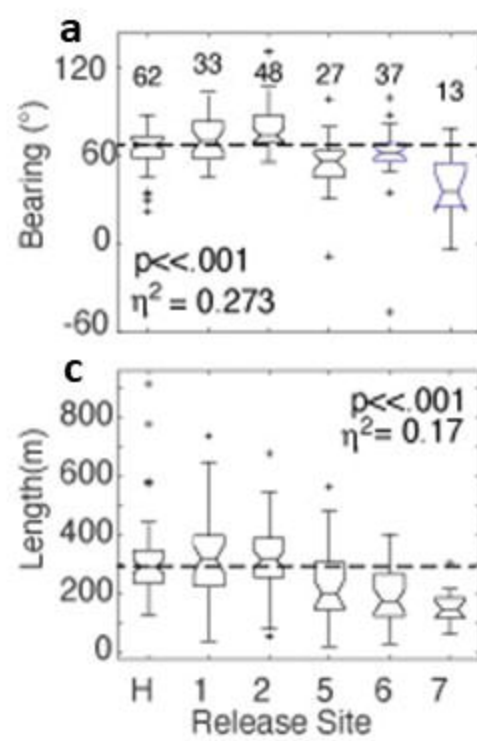 a
120
60
0
-60
Bearing (°)
62 33 48 27 37 13
p<<.001
η² = 0.273
c
800
600
400
200
0
Length(m)
p<<.001
η²= 0.17
H 1 2 5 6 7
Release Site